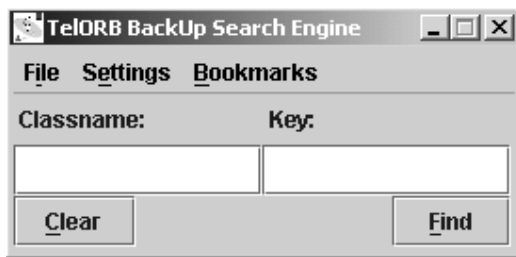 TelORB BackUp Search Engine
File Settings Bookmarks
Classname: Key:
Clear Find